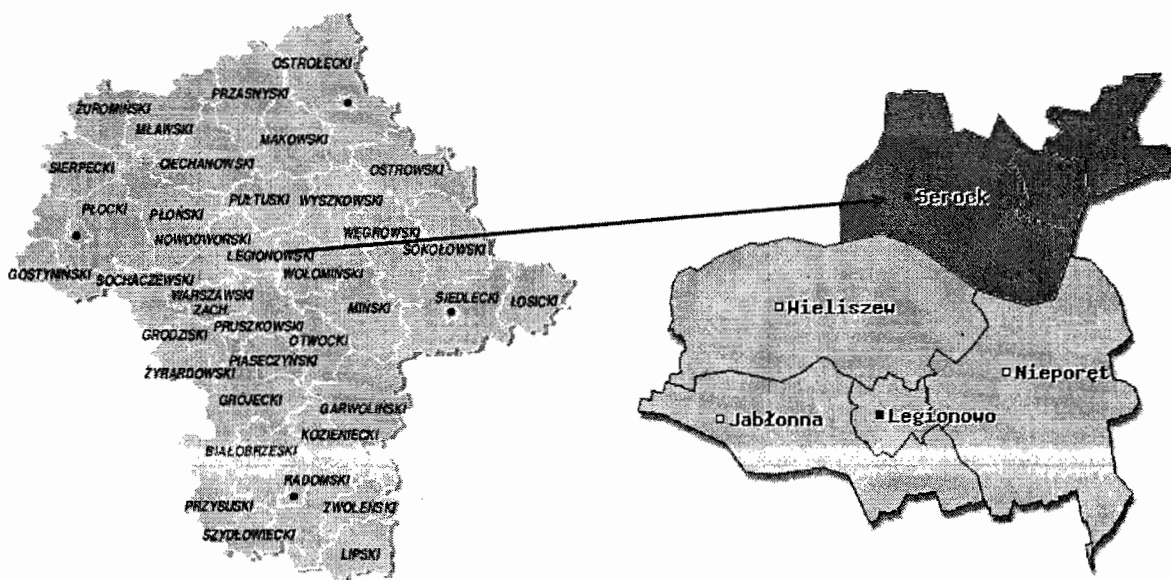 OSTROŁĘCKI
PRZASNYSKI
ŻUROMIŃSKI
MŁAWSKI
MAKOWSKI
SIERPECKI
CIECHANOWSKI
OSTROWSKI
PŁOCKI
PŁOŃSKI
PUŁTUSKI
WYSZKOWSKI
NOWODWORSKI
WĘGROWSKI
LEGIONOWSKI
SOKOŁOWSKI
GOSTYNIŃSKI
SOCHACZEWSKI
WOŁOMIŃSKI
WARSZAWSKI
ZACH.
MIŃSKI
SIEDLECKI
ŁOSICKI
GRODZISKI
PRUSZKOWSKI
OTWOCKI
PIASECZYŃSKI
ŻYRARDOWSKI
GRÓJECKI
GARWOLIŃSKI
KOZIENICKI
BIAŁOBRZESKI
RADOMSKI
PRZYSUSKI
ZWOLEŃSKI
SZYDŁOWIECKI
LIPSKI
Serock
Wieliszew
Nieporęt
Jabłonna
Legionowo